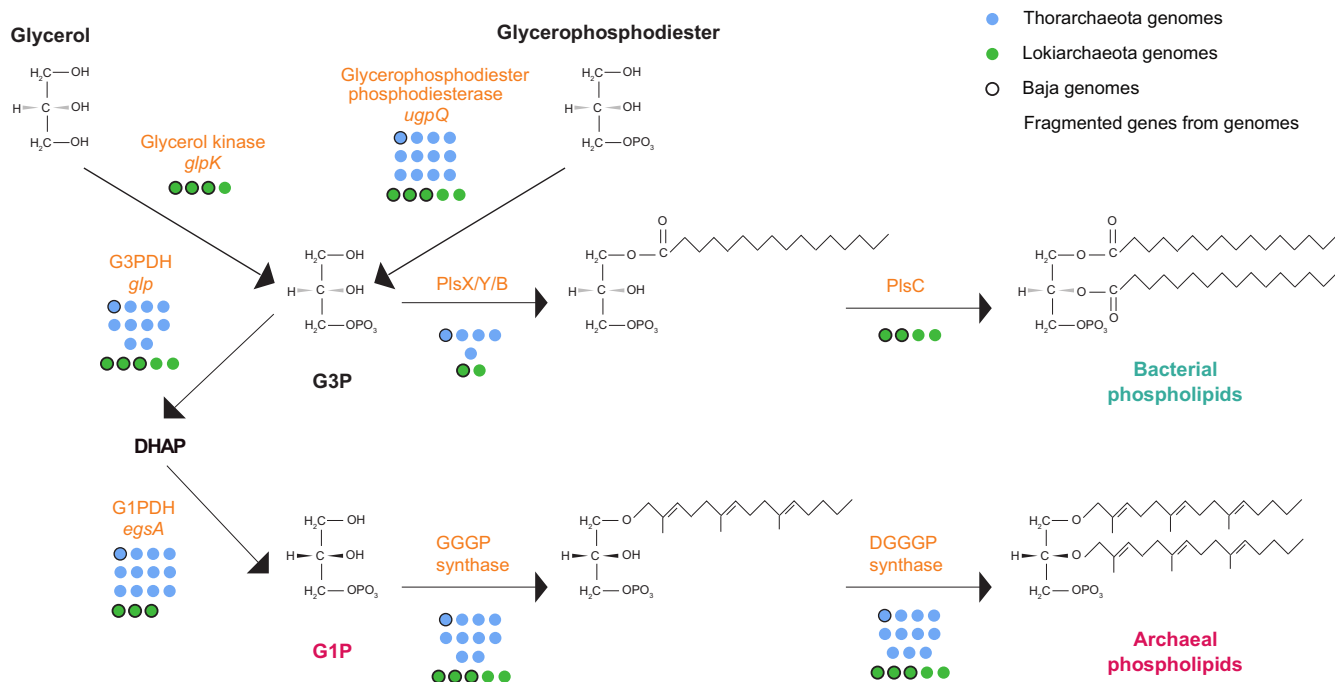 Glycerol
H2C—OH
H C OH
H2C—OH
Glycerol kinase
glpK
Glycerophosphodiester
phosphodiesterase
ugpQ
Glycerophosphodiester
H2C—OH
H C OH
H2C—OPO3
Thorarchaeota genomes
Lokiarchaeota genomes
Baja genomes
Fragmented genes from genomes
G3PDH
glp
H2C—OH
H C OH
H2C—OPO3
G3P
PlsX/Y/B
O
H2C—O—C
H C OH
H2C—OPO3
PlsC
O
H2C—O—C
H C O C
O
H2C—OPO3
Bacterial
phospholipids
DHAP
G1PDH
egsA
H2C—OH
H C OH
H2C—OPO3
G1P
GGGP
synthase
H2C—O
H C OH
H2C—OPO3
DGGGP
synthase
H2C—O
H C O
H2C—OPO3
Archaeal
phospholipids